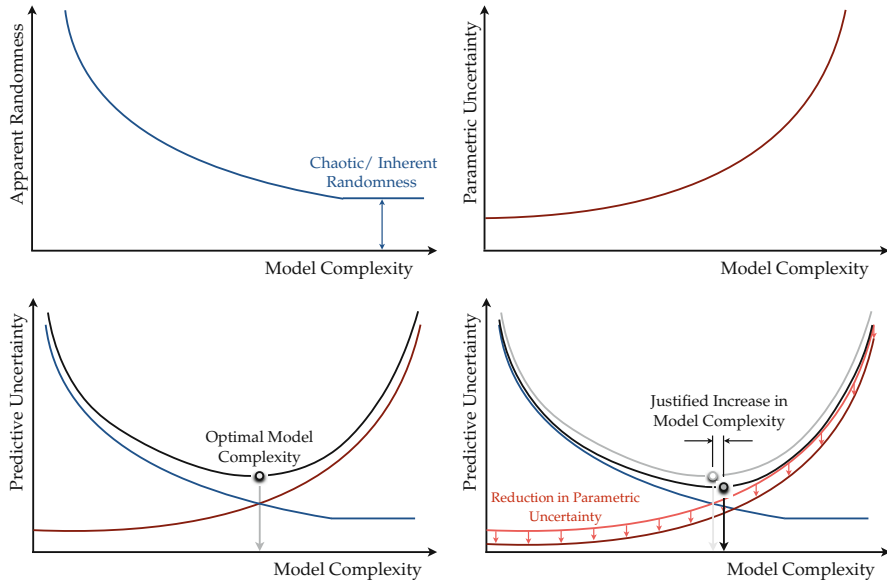 Apparent Randomness
Chaotic/ Inherent
Randomness
Model Complexity
Parametric Uncertainty
Model Complexity
Predictive Uncertainty
Optimal Model
Complexity
Model Complexity
Predictive Uncertainty
Justified Increase in
Model Complexity
Reduction in Parametric
Uncertainty
Model Complexity